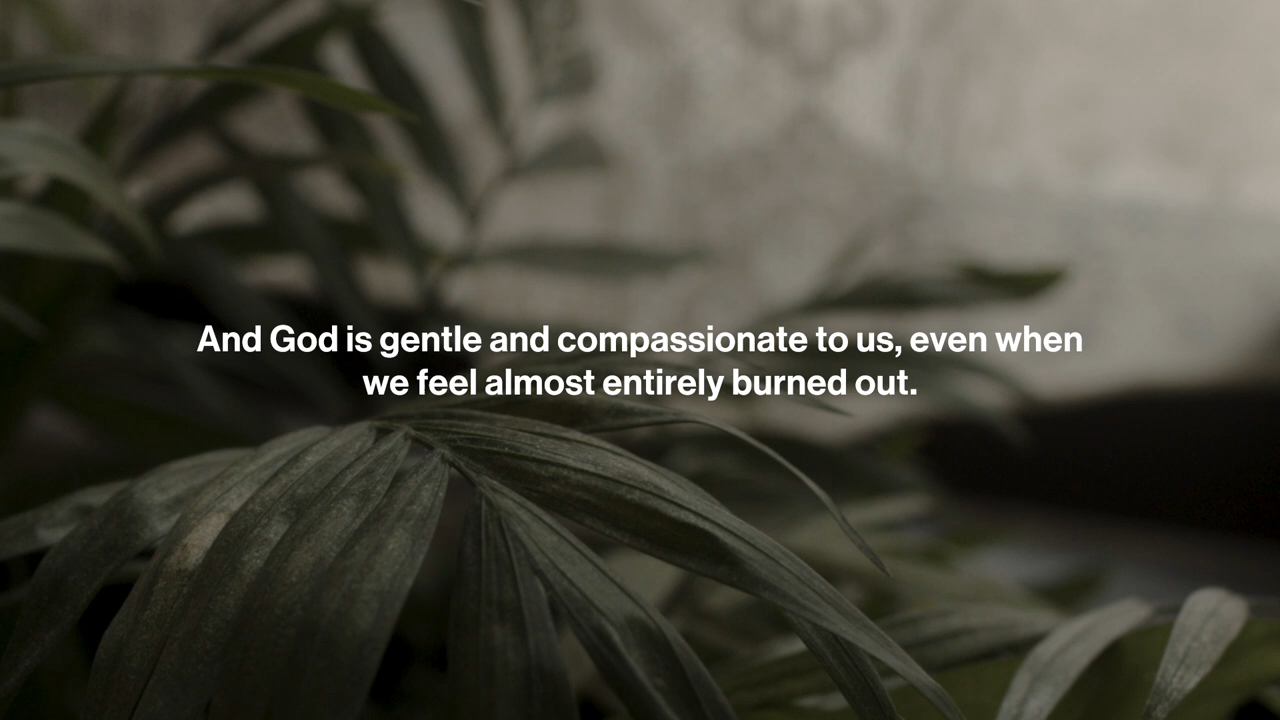 And God is gentle and compassionate to us, even when
we feel almost entirely burned out.